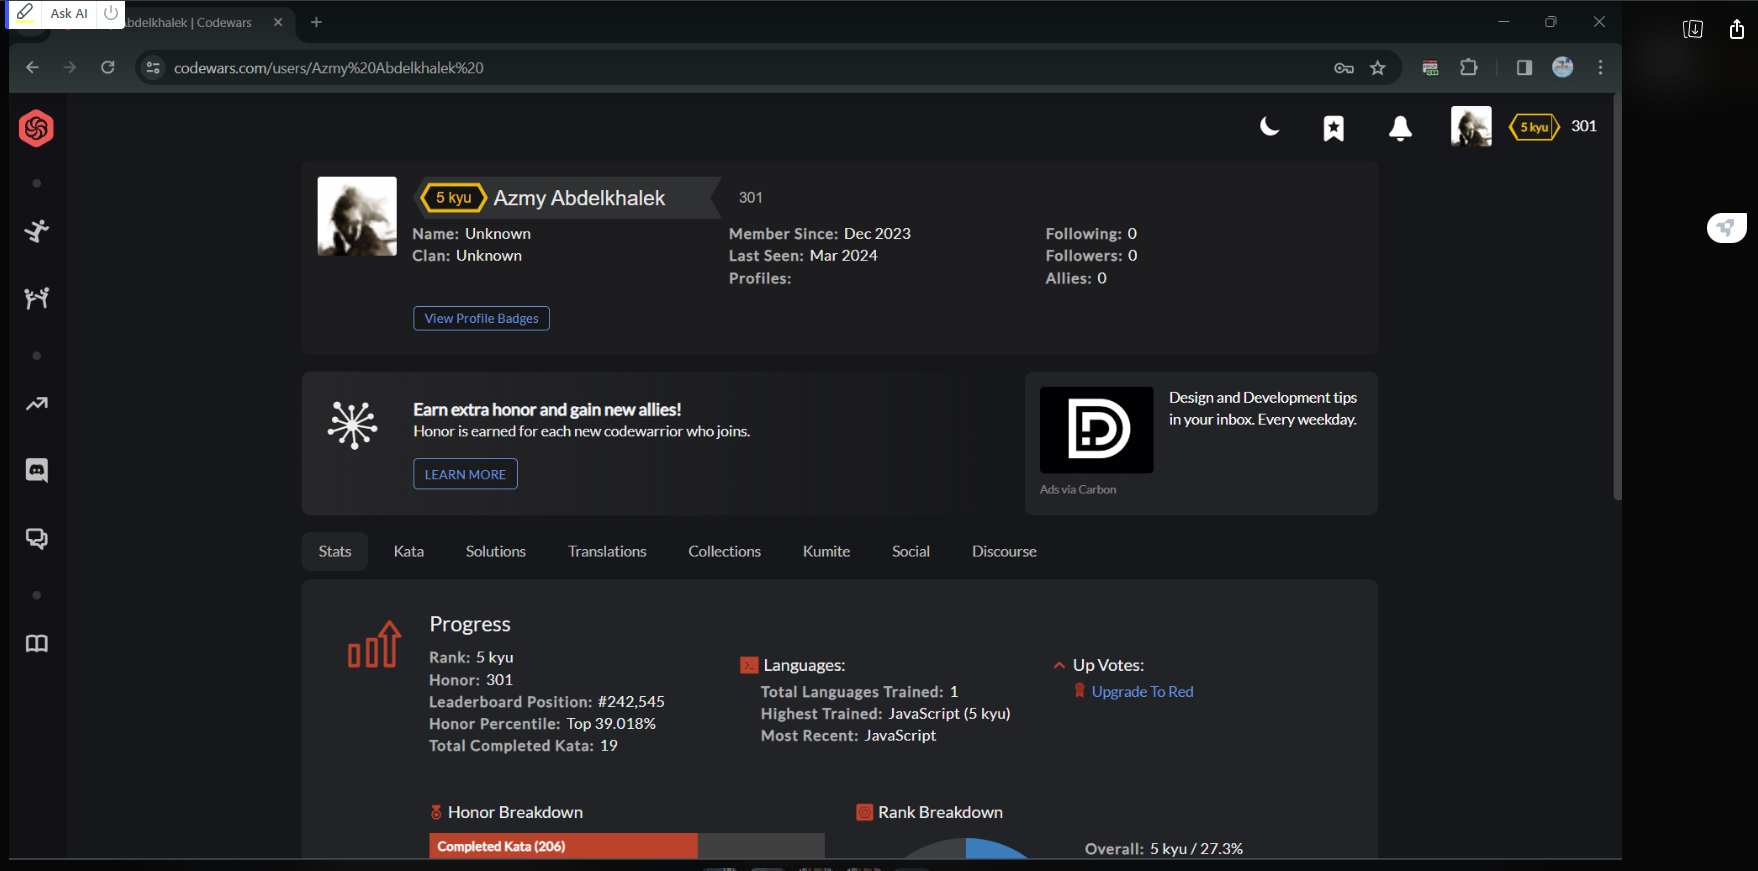 Ask AI
bdelkhalek | Codewars
codewars.com/users/Azmy%20Abdelkhalek%20
5 kyu
301
5 kyu
Azmy Abdelkhalek
301
Name: Unknown
Clan: Unknown
Member Since: Dec 2023
Last Seen: Mar 2024
Profiles:
Following: 0
Followers: 0
Allies: 0
View Profile Badges
Earn extra honor and gain new allies!
Honor is earned for each new codewarrior who joins.
LEARN MORE
Design and Development tips
in your inbox. Every weekday.
Ads via Carbon
Stats
Kata
Solutions
Translations
Collections
Kumite
Social
Discourse
Progress
Rank: 5 kyu
Honor: 301
Leaderboard Position: #242,545
Honor Percentile: Top 39.018%
Total Completed Kata: 19
Languages:
Total Languages Trained: 1
Highest Trained: JavaScript (5 kyu)
Most Recent: JavaScript
Up Votes:
Upgrade To Red
Honor Breakdown
Completed Kata (206)
Rank Breakdown
Overall: 5 kyu / 27.3%